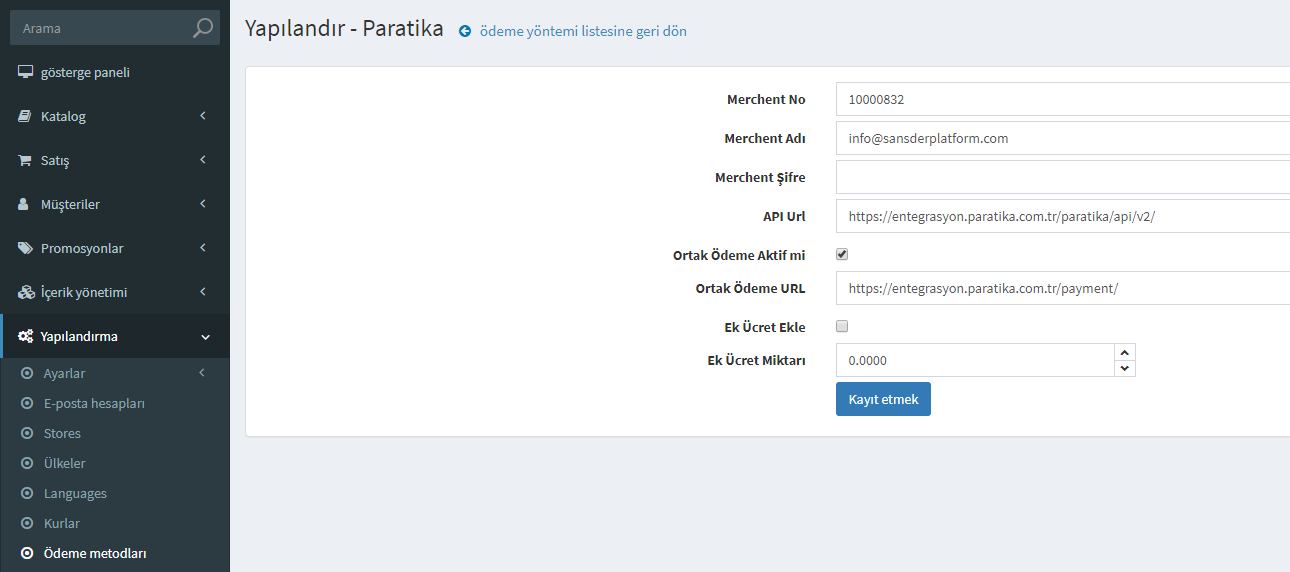 Arama
gösterge paneli
Katalog
Satış
Müşteriler
Promosyonlar
İçerik yönetimi
Yapılandırma
Ayarlar
E-posta hesapları
Stores
Ülkeler
Languages
Kurlar
Ödeme metodları
Yapılandır - Paratika ödeme yöntemi listesine geri dön
Merchent No 10000832
Merchent Adı info@sansderplatform.com
Merchent Şifre
API Url https://entegrasyon.paratika.com.tr/paratika/api/v2/
Ortak Ödeme Aktif mi
Ortak Ödeme URL https://entegrasyon.paratika.com.tr/payment/
Ek Ücret Ekle
Ek Ücret Miktarı 0.0000
Kayıt etmek